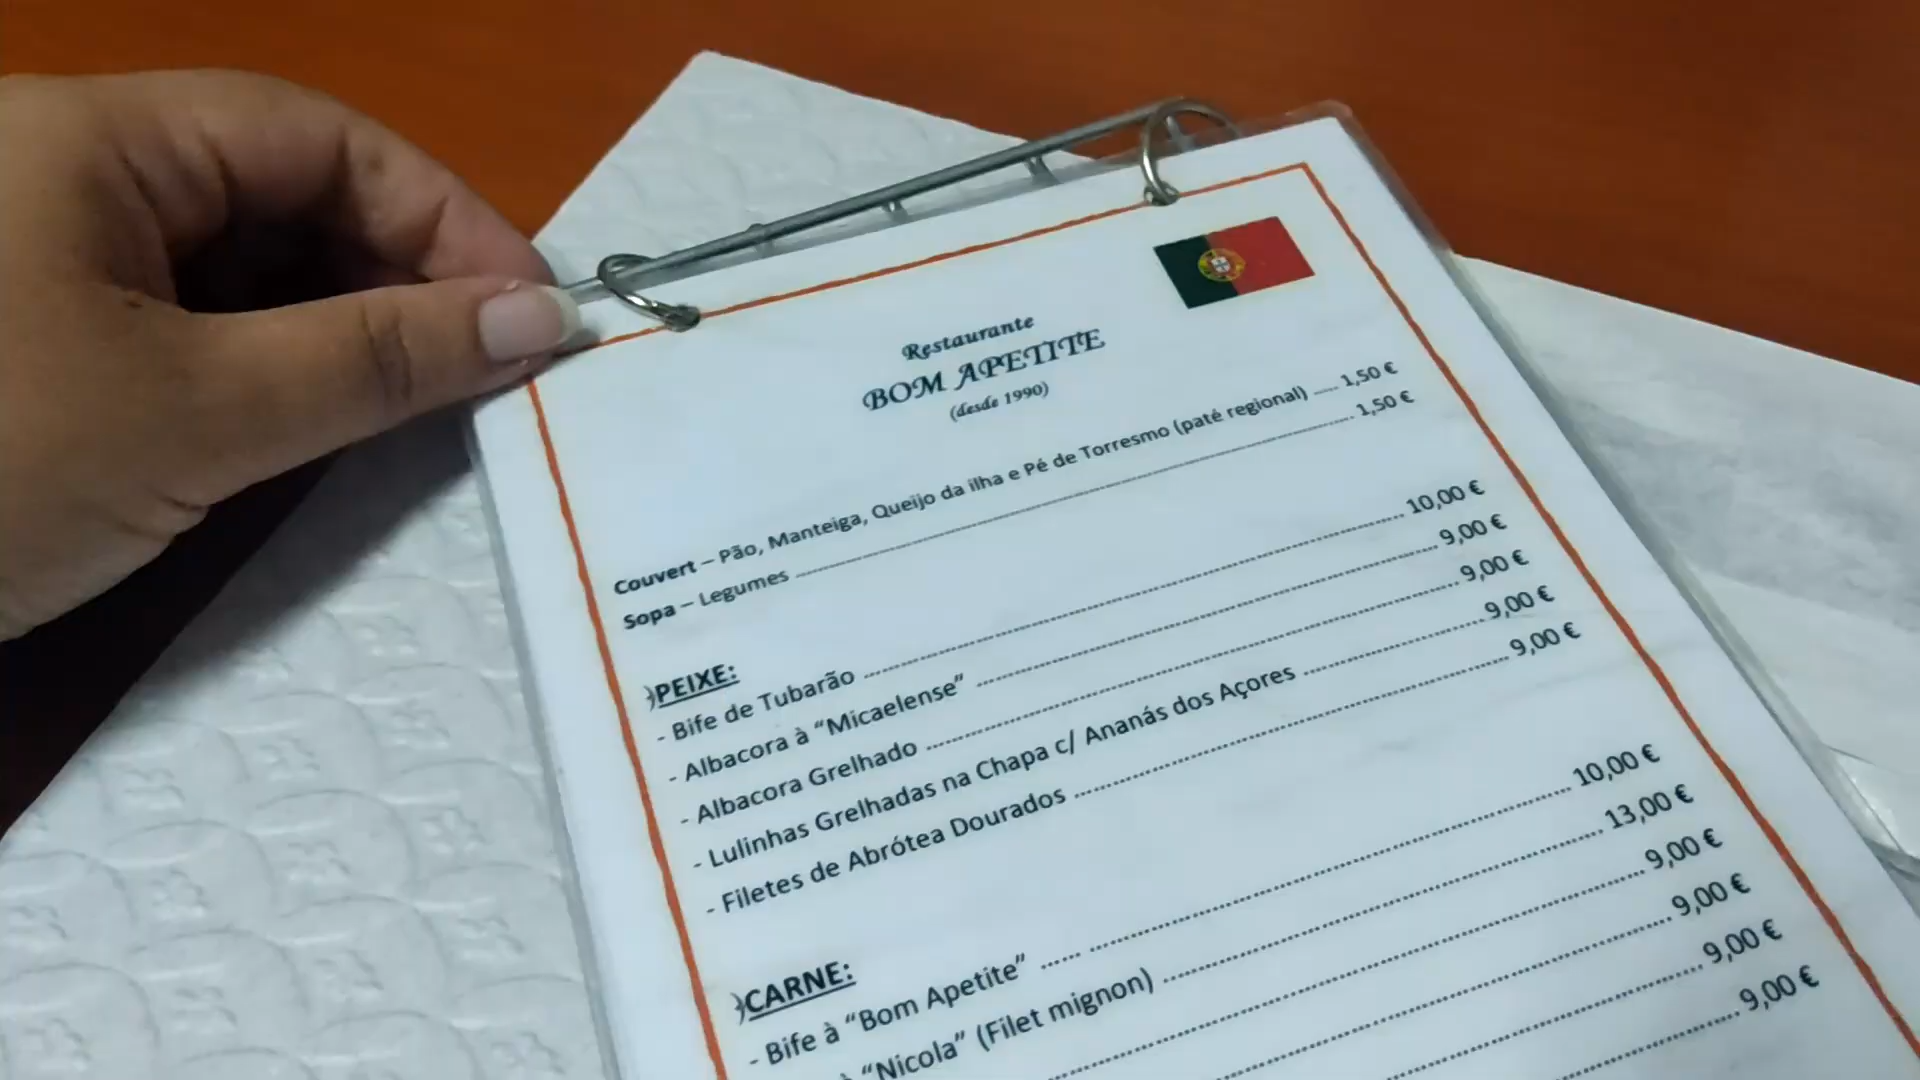 Restaurante
BOM APETITE
(desde 1990)
Couvert – Pão, Manteiga, Queijo da ilha e Pé de Torresmo (paté regional) ..... 1,50 €
Sopa – Legumes ..... 1,50 €
PEIXE:
- Bife de Tubarão ..... 10,00 €
- Albacora à “Micaelense” ..... 9,00 €
- Albacora Grelhado ..... 9,00 €
- Lulinhas Grelhadas na Chapa c/ Ananás dos Açores ..... 9,00 €
- Filetes de Abrótea Dourados ..... 9,00 €
CARNE:
- Bife à “Bom Apetite” ..... 10,00 €
à “Nicola” (Filet mignon) ..... 13,00 €
9,00 €
9,00 €
9,00 €
9,00 €